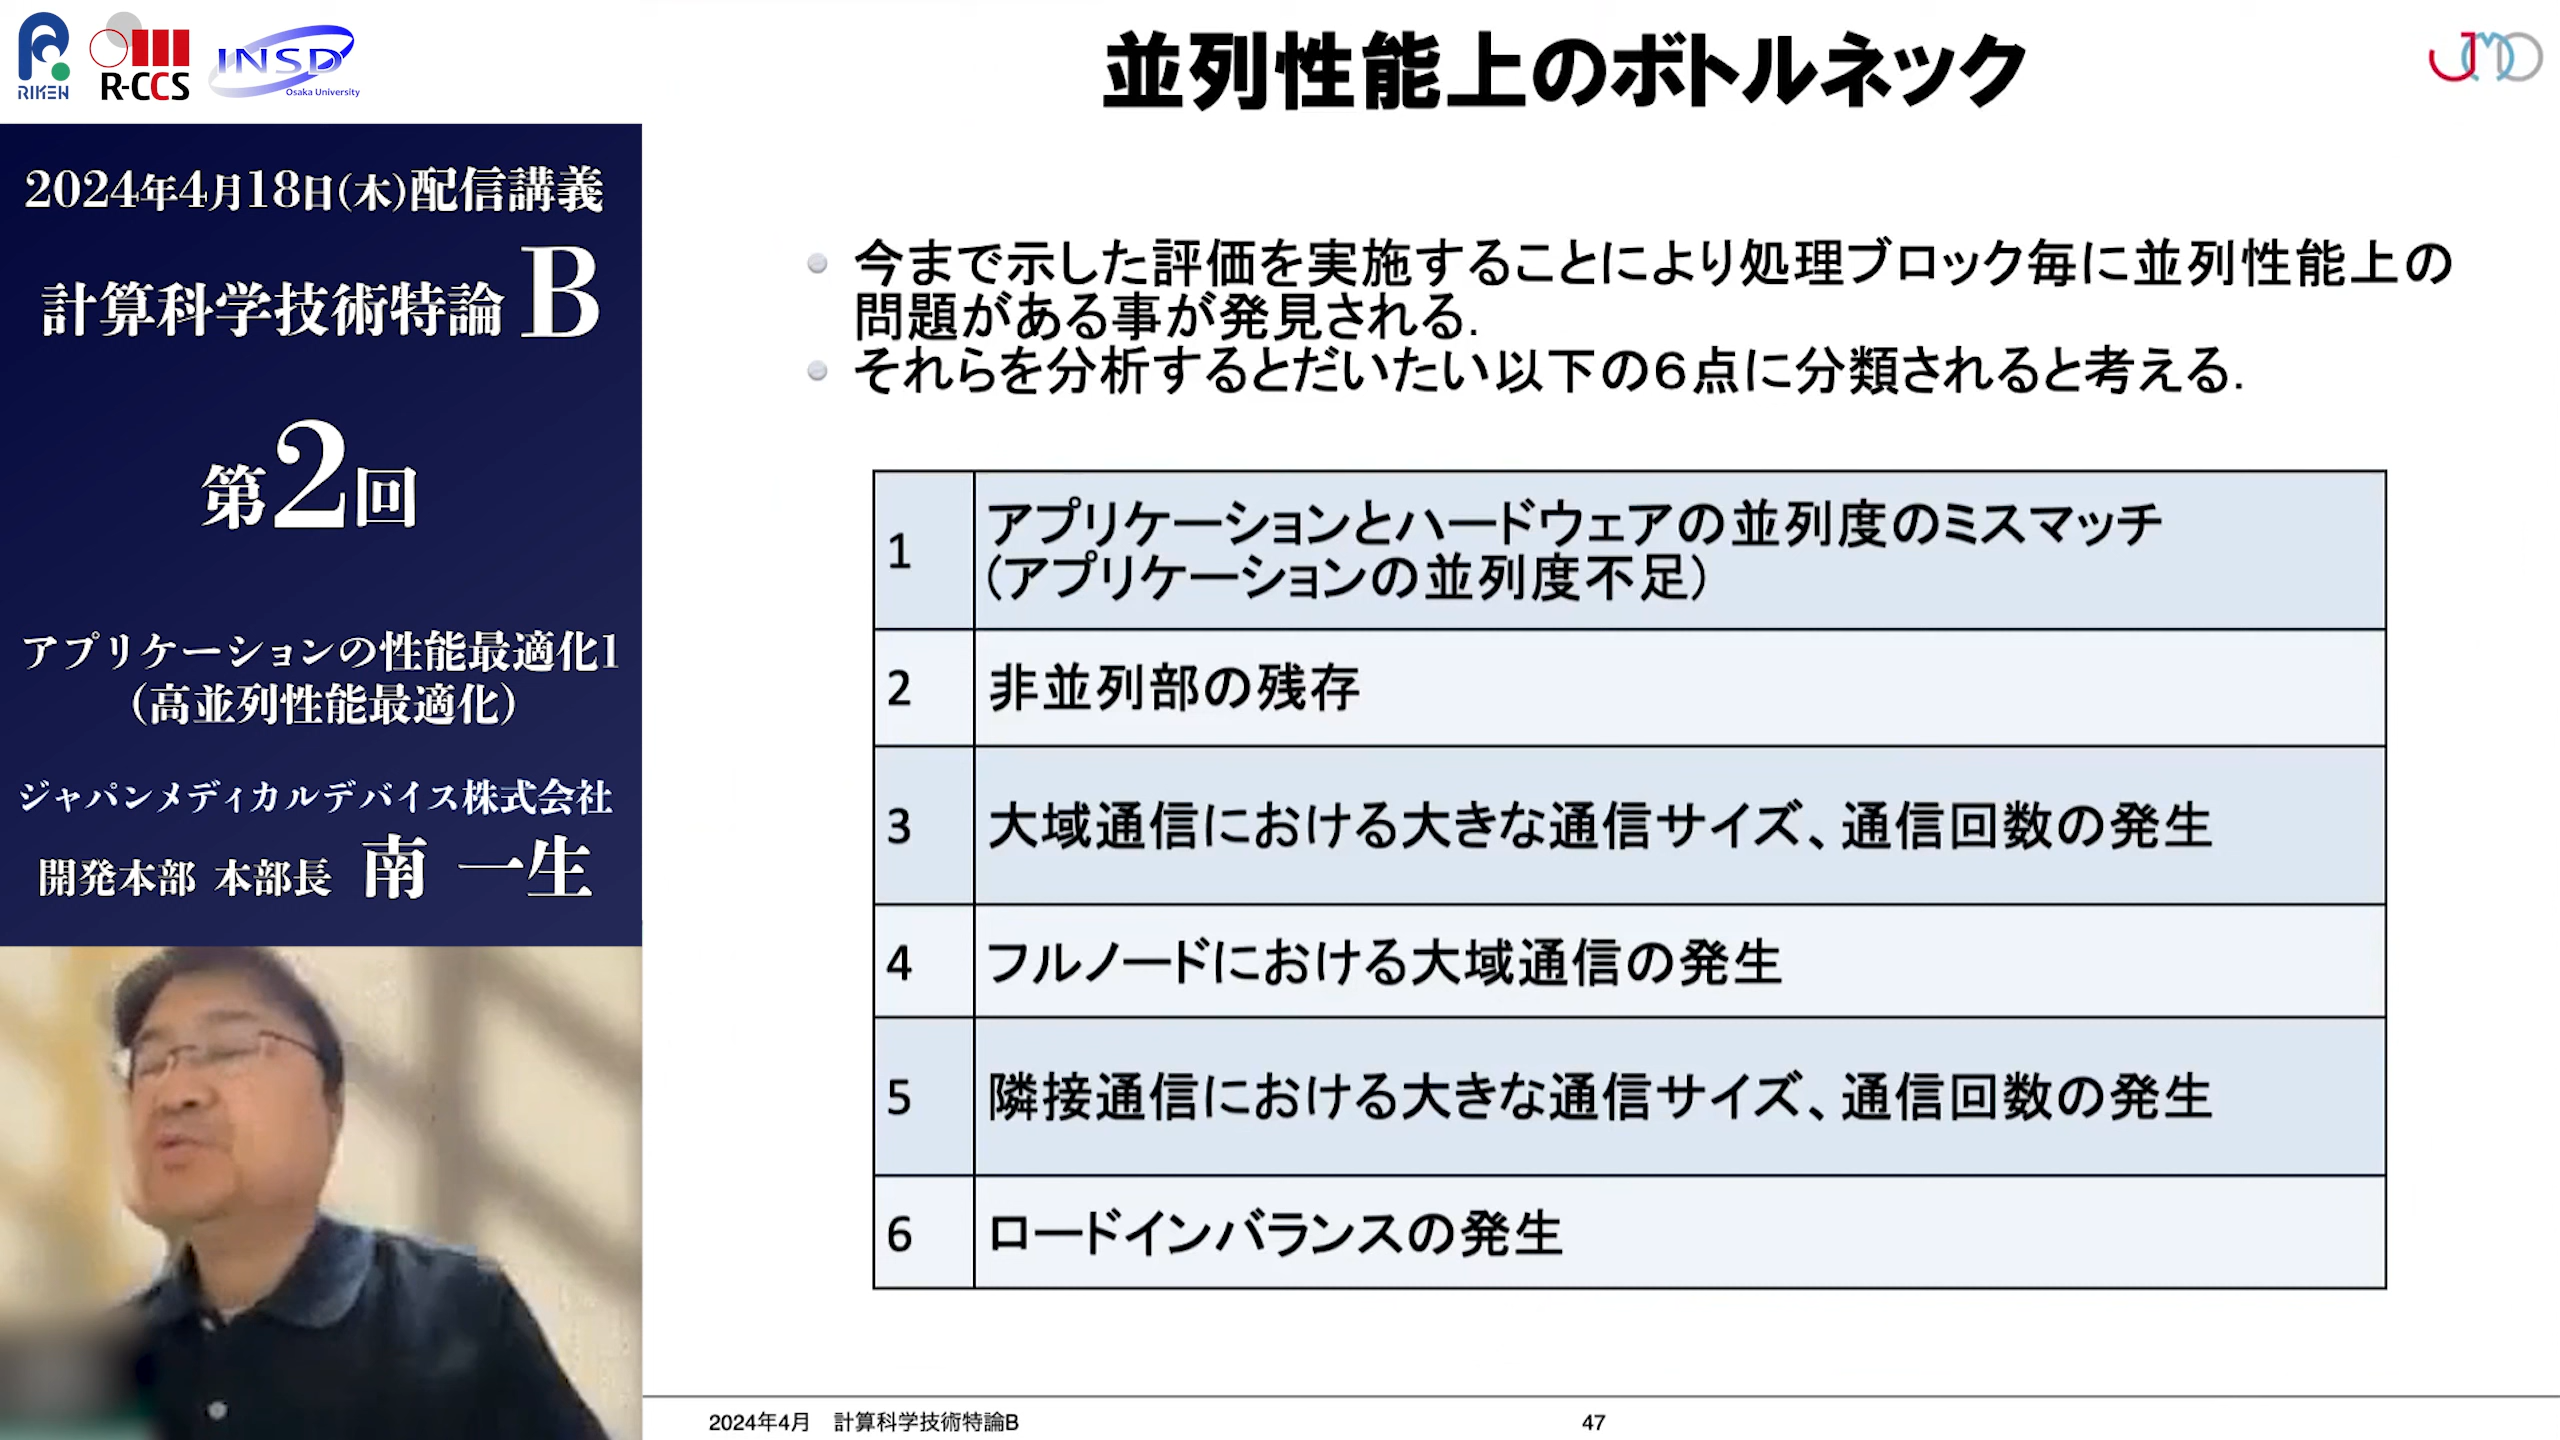 RIKEN
R-CCS
INSD
Osaka University
2024年4月18日(木)配信講義
計算科学技術特論 B
第2回
アプリケーションの性能最適化1
(高並列性能最適化)
ジャパンメディカルデバイス株式会社
開発本部 本部長 南 一生
並列性能上のボトルネック
JMD
今まで示した評価を実施することにより処理ブロック毎に並列性能上の
問題がある事が発見される.
それらを分析するとだいたい以下の６点に分類されると考える.
1 アプリケーションとハードウェアの並列度のミスマッチ
(アプリケーションの並列度不足)
2 非並列部の残存
3 大域通信における大きな通信サイズ、通信回数の発生
4 フルノードにおける大域通信の発生
5 隣接通信における大きな通信サイズ、通信回数の発生
6 ロードインバランスの発生
2024年4月 計算科学技術特論B
47